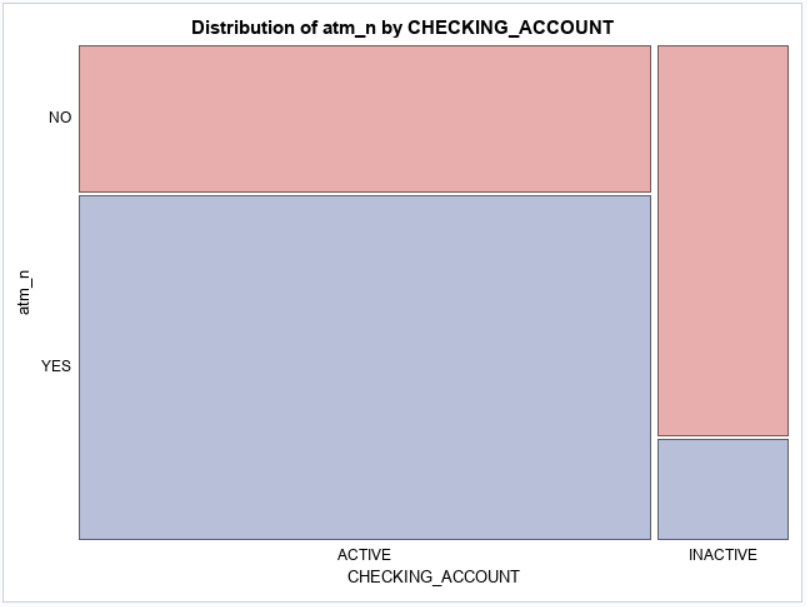 Distribution of atm_n by CHECKING_ACCOUNT
NO
atm_n
YES
ACTIVE
INACTIVE
CHECKING_ACCOUNT